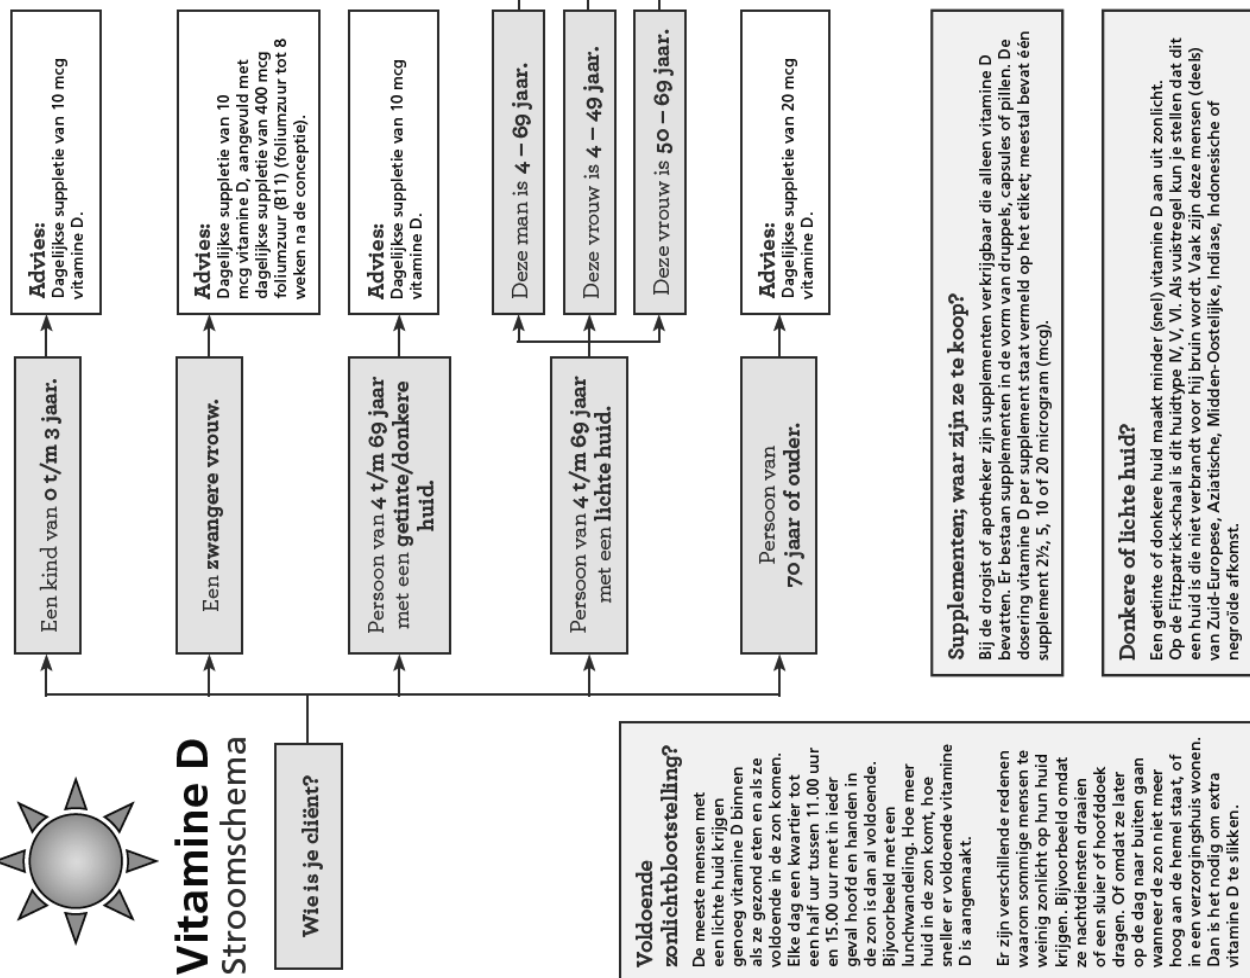 Vitamine D
Stroomschema
Wie is je cliënt?
Een kind van 0 t/m 3 jaar.
Advies:
Dagelijkse suppletie van 10 mcg
vitamine D.
Een zwangere vrouw.
Advies:
Dagelijkse suppletie van 10
mcg vitamine D, aangevuld met
dagelijkse suppletie van 400 mcg
foliumzuur (B11) (foliumzuur tot 8
weken na de conceptie).
Persoon van 4 t/m 69 jaar
met een getinte/donkere
huid.
Advies:
Dagelijkse suppletie van 10 mcg
vitamine D.
Persoon van 4 t/m 69 jaar
met een lichte huid.
Deze man is 4 – 69 jaar.
Deze vrouw is 4 – 49 jaar.
Deze vrouw is 50 – 69 jaar.
Persoon van
70 jaar of ouder.
Advies:
Dagelijkse suppletie van 20 mcg
vitamine D.
Voldoende
zonlichtblootstelling?
De meeste mensen met
een lichte huid krijgen
genoeg vitamine D binnen
als ze gezond eten en als ze
voldoende in de zon komen.
Elke dag een kwartier tot
een half uur tussen 11.00 uur
en 15.00 uur met in ieder
geval hoofd en handen in
de zon is dan al voldoende.
Bijvoorbeeld met een
lunchwandeling. Hoe meer
huid in de zon komt, hoe
sneller er voldoende vitamine
D is aangemaakt.
Er zijn verschillende redenen
waarom sommige mensen te
weinig zonlicht op hun huid
krijgen. Bijvoorbeeld omdat
ze nachtdiensten draaien
of een sluier of hoofddoek
dragen. Of omdat ze later
op de dag naar buiten gaan
wanneer de zon niet meer
hoog aan de hemel staat, of
in een verzorgingshuis wonen.
Dan is het nodig om extra
vitamine D te slikken.
Supplementen; waar zijn ze te koop?
Bij de drogist of apotheker zijn supplementen verkrijgbaar die alleen vitamine D
bevatten. Er bestaan supplementen in de vorm van druppels, capsules of pillen. De
dosering vitamine D per supplement staat vermeld op het etiket; meestal bevat één
supplement 2½, 5, 10 of 20 microgram (mcg).
Donkere of lichte huid?
Een getinte of donkere huid maakt minder (snel) vitamine D aan uit zonlicht.
Op de Fitzpatrick-schaal is dit huidtype IV, V, VI. Als vuistregel kun je stellen dat dit
een huid is die niet verbrandt voor hij bruin wordt. Vaak zijn deze mensen (deels)
van Zuid-Europese, Aziatische, Midden-Oostelijke, Indiase, Indonesische of
negroïde afkomst.